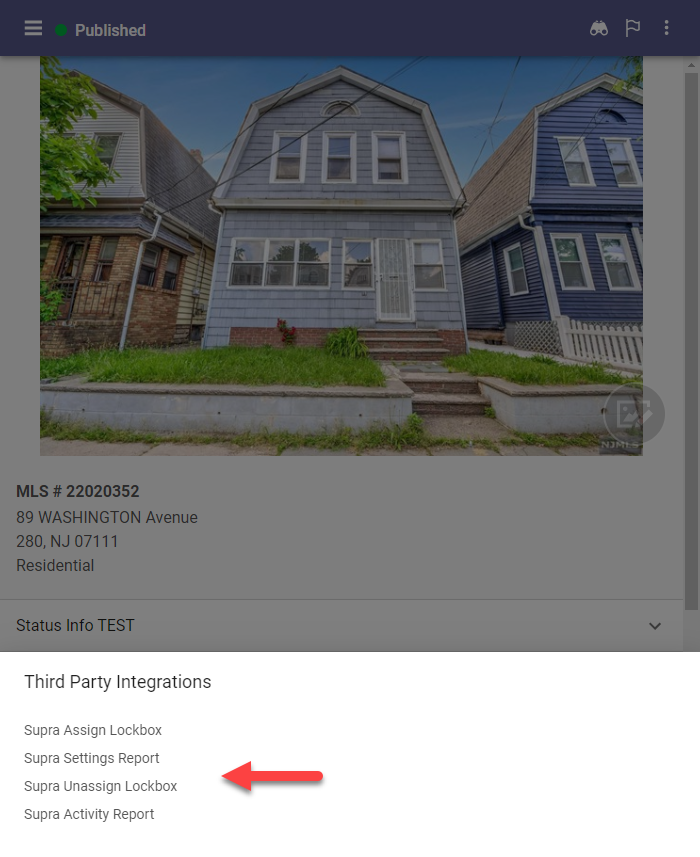 Published
NJMLS
MLS # 22020352
89 WASHINGTON Avenue
280, NJ 07111
Residential
Status Info TEST
Third Party Integrations
Supra Assign Lockbox
Supra Settings Report
Supra Unassign Lockbox
Supra Activity Report